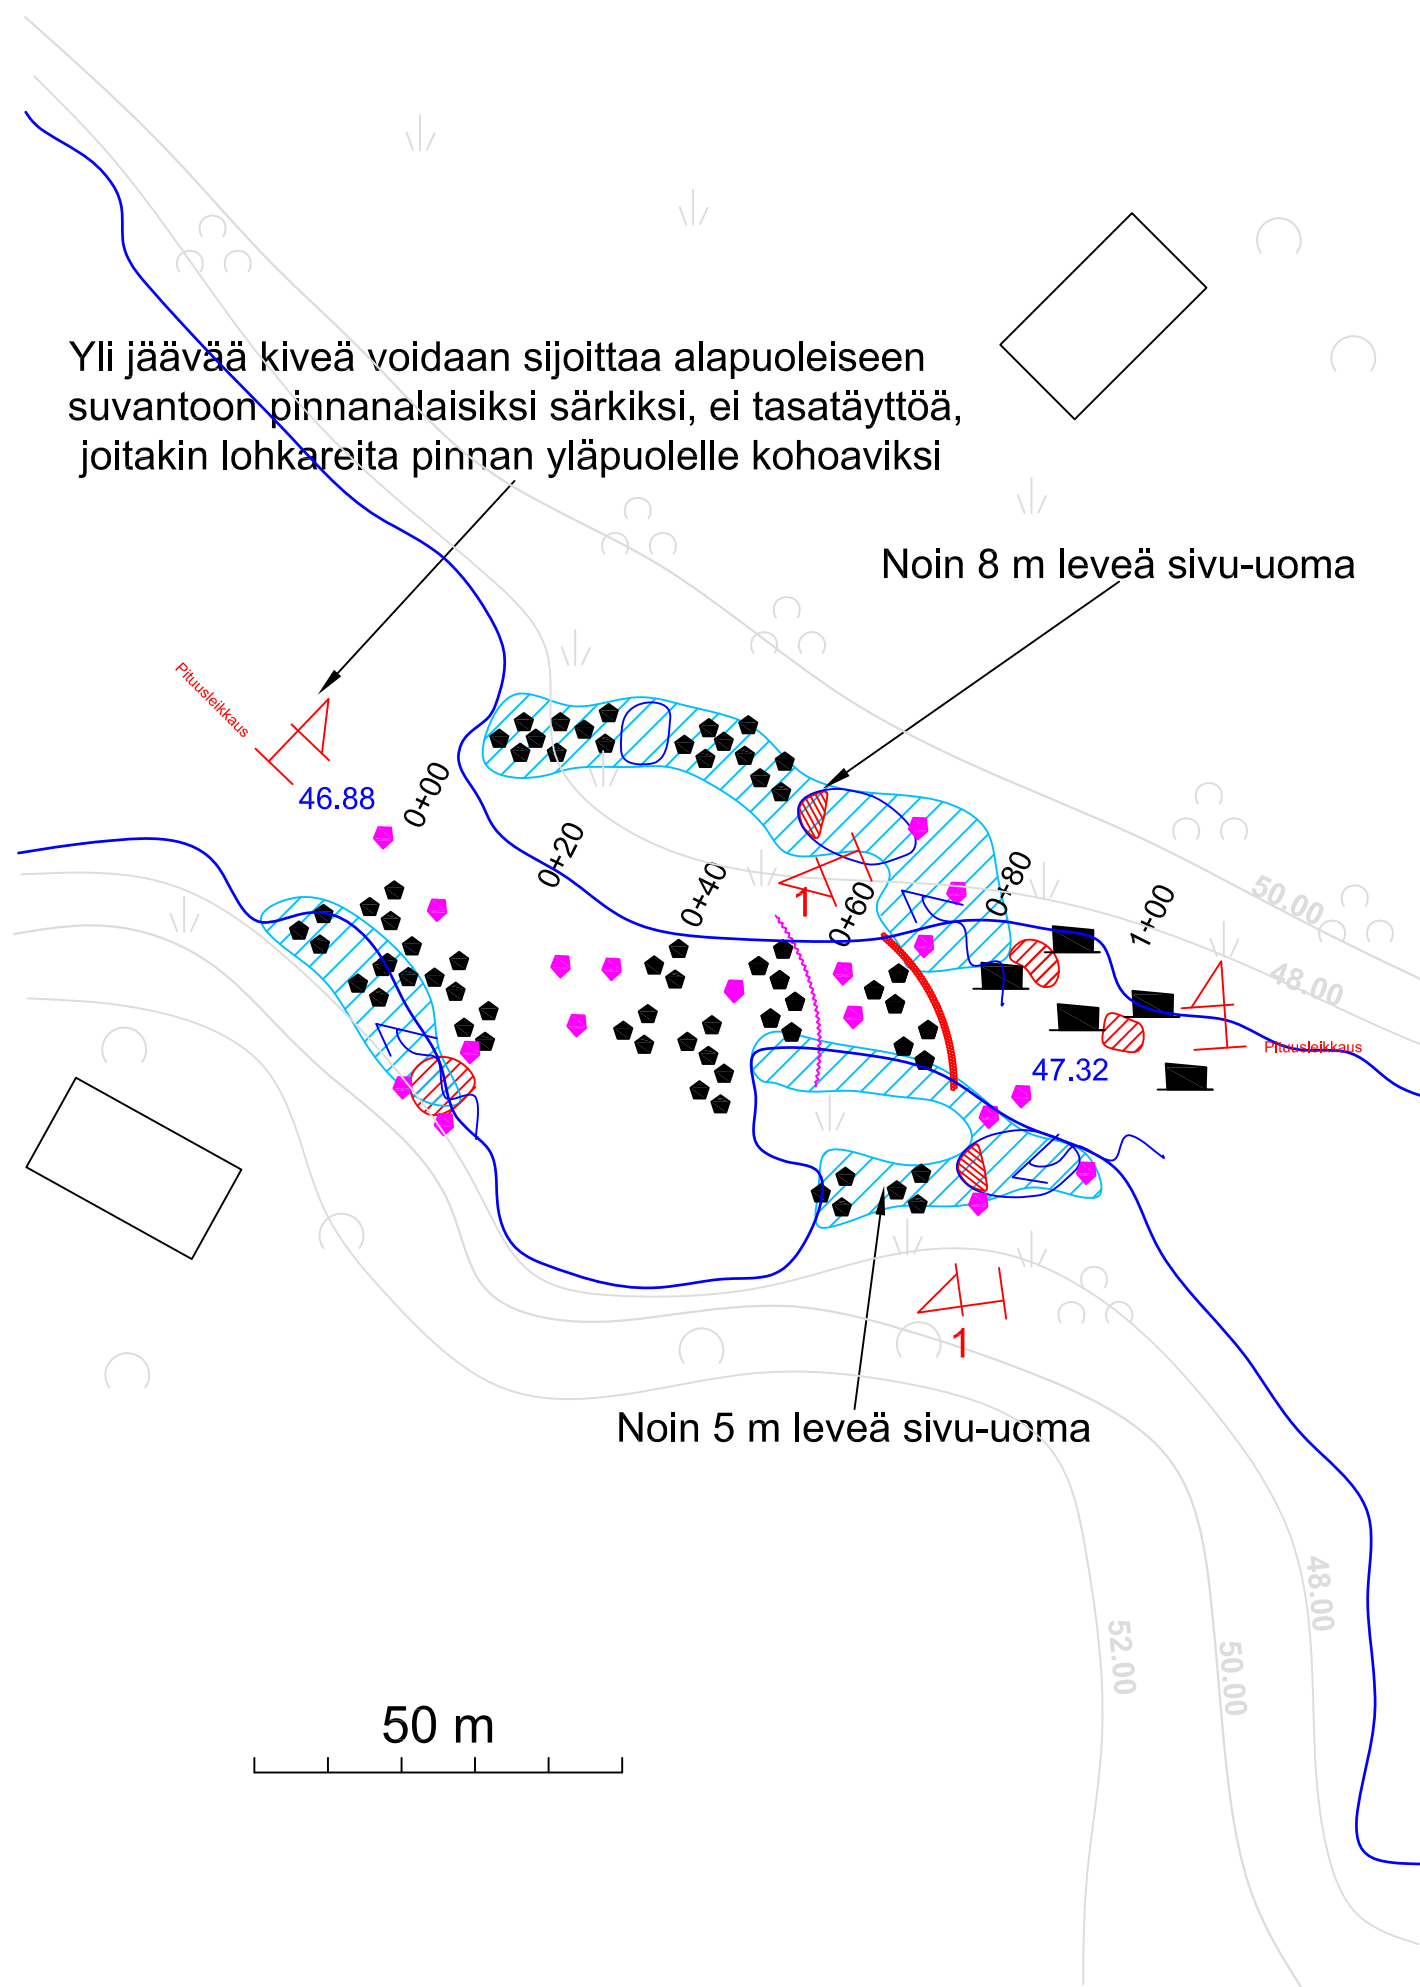 Yli jäävää kiveä voidaan sijoittaa alapuoleiseen
suvantoon pinnanalaisiksi särkiksi, ei tasatäyttöä,
joitakin lohkareita pinnan yläpuolelle kohoaviksi
Noin 8 m leveä sivu-uoma
Pituusleikkaus
A
46.88
0+00
0+20
0+40
0+60
0+80
1+00
50.00
48.00
1
A
Pituusleikkaus
47.32
1
Noin 5 m leveä sivu-uoma
48.00
52.00
50.00
50 m